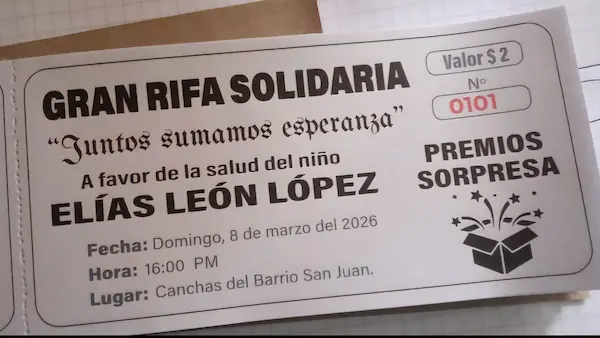 GRAN RIFA SOLIDARIA
"Juntos sumamos esperanza"
A favor de la salud del niño
ELÍAS LEÓN LÓPEZ
Fecha: Domingo, 8 de marzo del 2026
Hora: 16:00 PM
Lugar: Canchas del Barrio San Juan.
Valor $ 2
Nº
0101
PREMIOS
SORPRESA